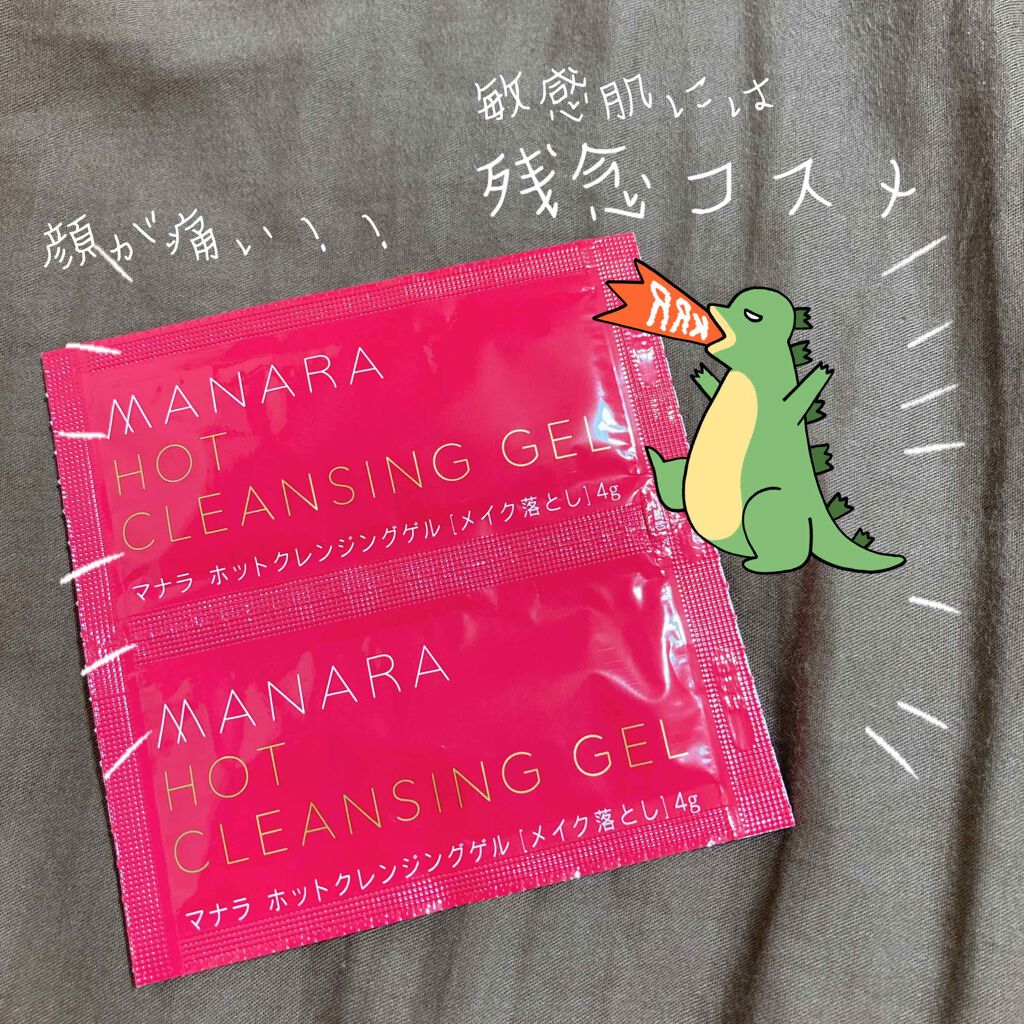 敏感肌には
残念コスメ
顔が痛い！！
KRR
MANARA
HOT
CLEANSING GEL
マナラ ホットクレンジングゲル [メイク落とし] 4g
MANARA
HOT
CLEANSING GEL
マナラ ホットクレンジングゲル [メイク落とし] 4g